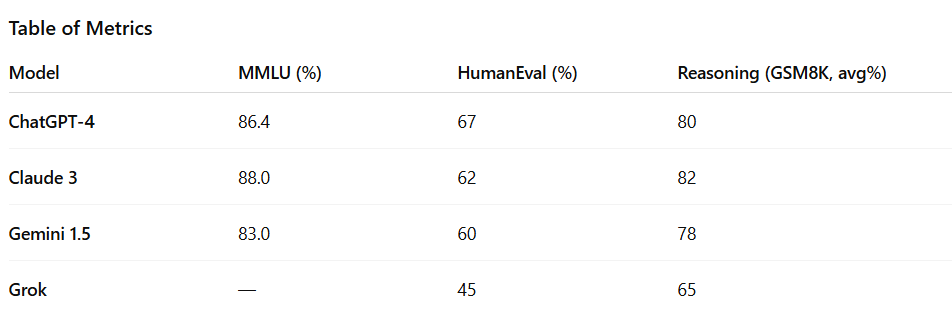 Table of Metrics
Model MMLU (%) HumanEval (%) Reasoning (GSM8K, avg%)
ChatGPT-4 86.4 67 80
Claude 3 88.0 62 82
Gemini 1.5 83.0 60 78
Grok — 45 65